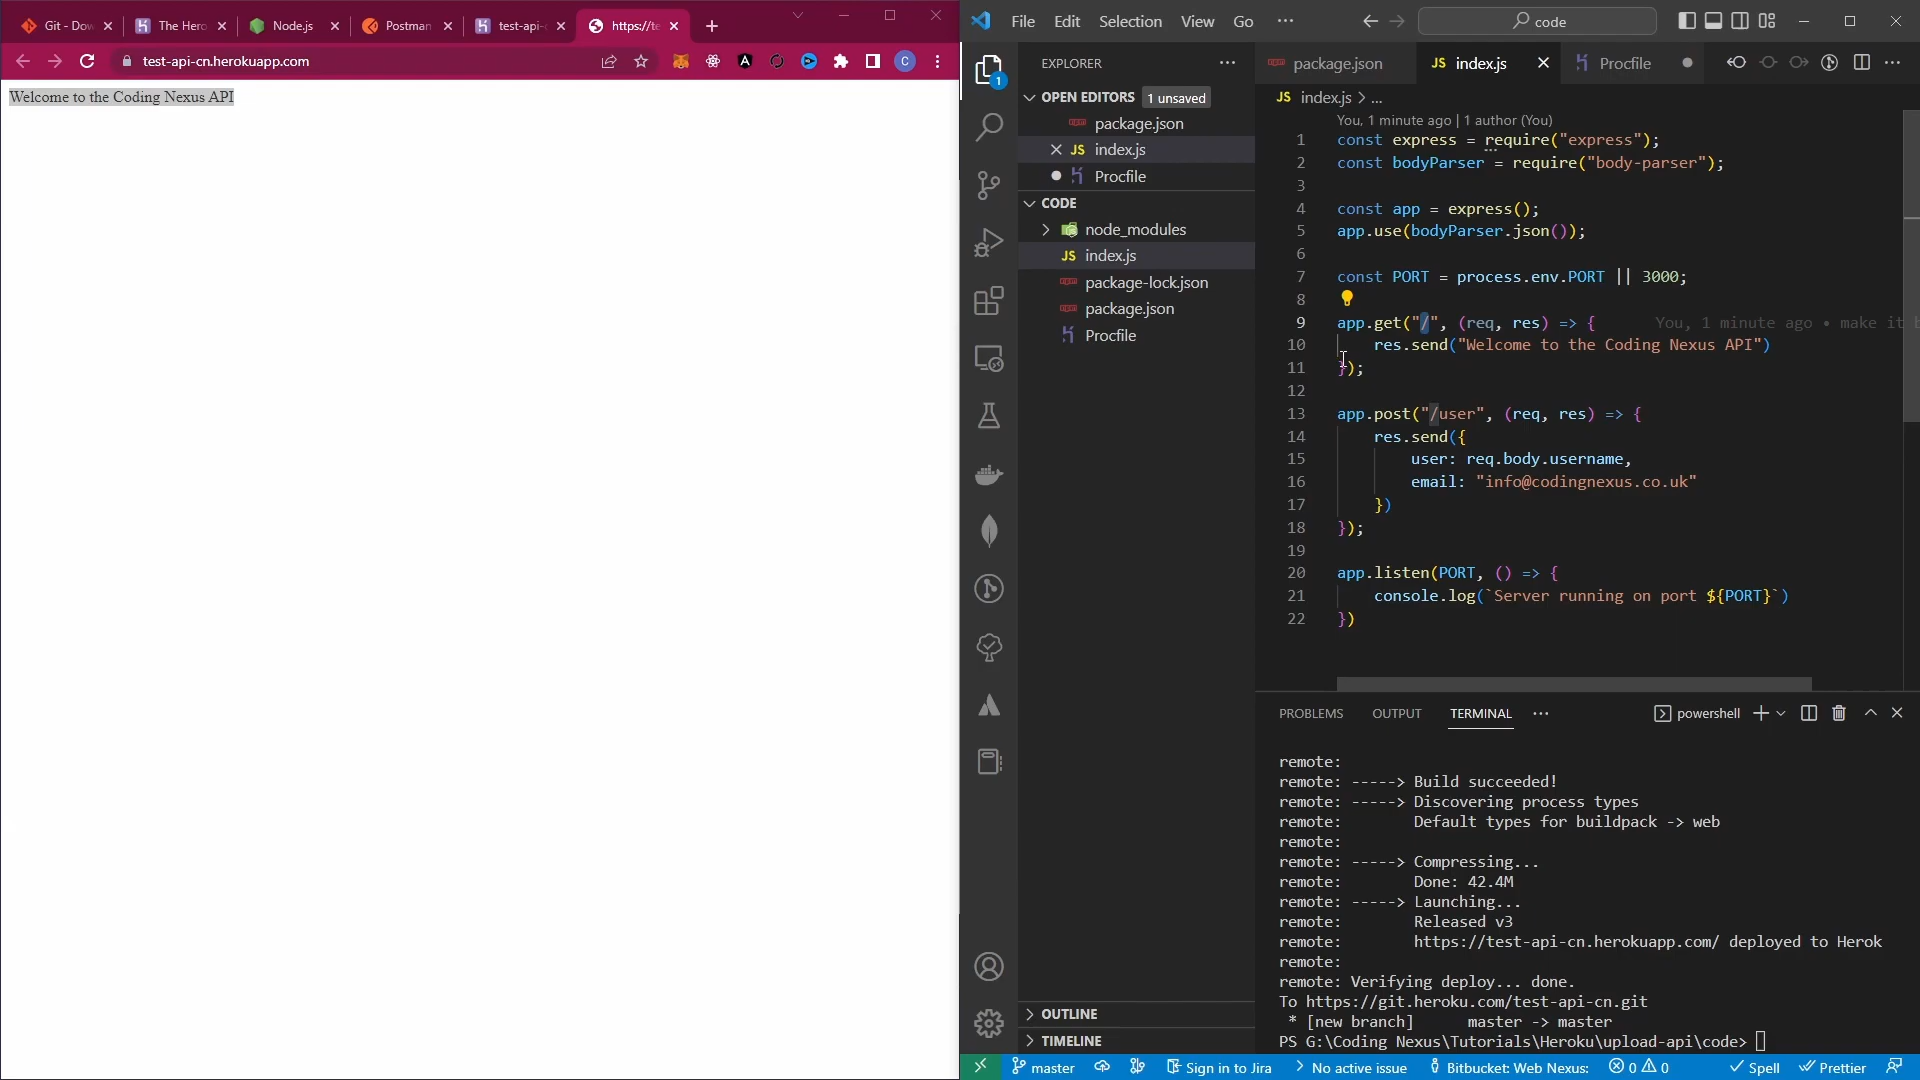 Git - Dov
The Hero
Node.js
Postman
test-api-
https://te
test-api-cn.herokuapp.com
C
Welcome to the Coding Nexus API
File Edit Selection View Go
code
EXPLORER
1
OPEN EDITORS 1 unsaved
package.json
JS index.js
Procfile
CODE
node_modules
JS index.js
package-lock.json
package.json
Procfile
OUTLINE
TIMELINE
package.json
JS index.js
Procfile
JS index.js > ...
You, 1 minute ago | 1 author (You)
1 const express = require("express");
2 const bodyParser = require("body-parser");
3
4 const app = express();
5 app.use(bodyParser.json());
6
7 const PORT = process.env.PORT || 3000;
8
9 app.get("/", (req, res) => { You, 1 minute ago • make it b
10 res.send("Welcome to the Coding Nexus API")
11 });
12
13 app.post("/user", (req, res) => {
14 res.send({
15 user: req.body.username,
16 email: "info@codingnexus.co.uk"
17 })
18 });
19
20 app.listen(PORT, () => {
21 console.log(`Server running on port ${PORT}`)
22 })
PROBLEMS OUTPUT TERMINAL
powershell
remote:
remote: -----> Build succeeded!
remote: -----> Discovering process types
remote: Default types for buildpack -> web
remote:
remote: -----> Compressing...
remote: Done: 42.4M
remote: -----> Launching...
remote: Released v3
remote: https://test-api-cn.herokuapp.com/ deployed to Herok
remote:
remote: Verifying deploy... done.
To https://git.heroku.com/test-api-cn.git
* [new branch] master -> master
PS G:\Coding Nexus\Tutorials\Heroku\upload-api\code>
master
Sign in to Jira
No active issue
Bitbucket: Web Nexus:
0 0
Spell
Prettier